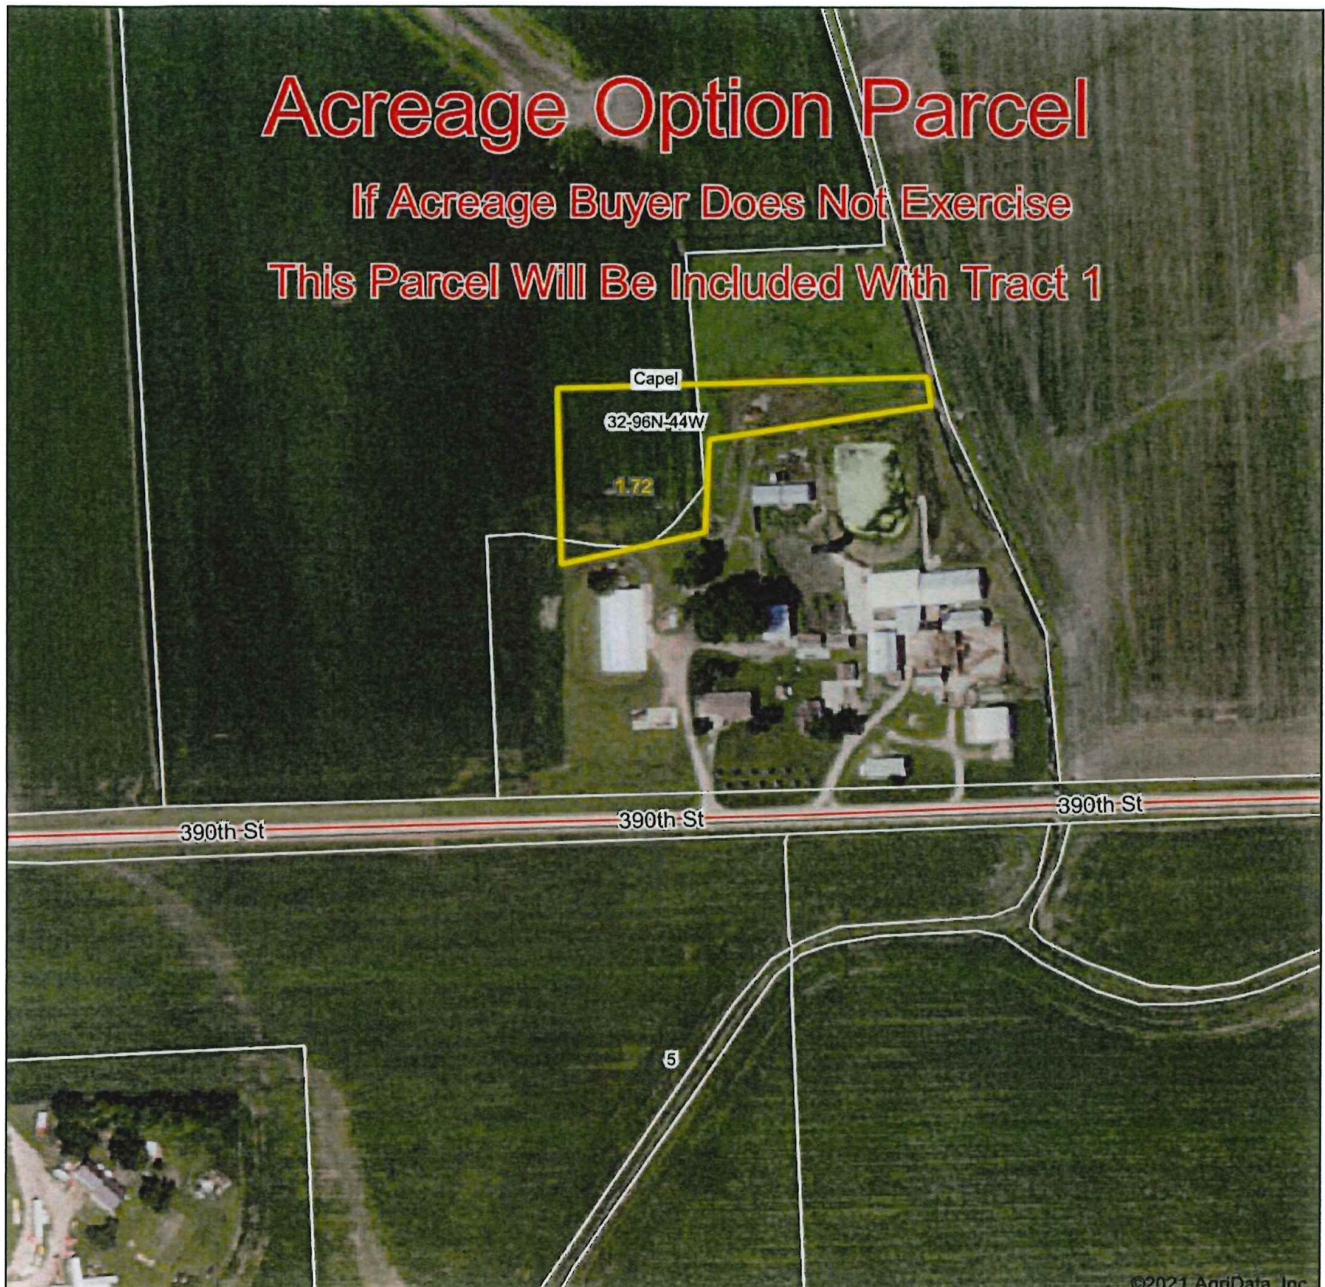 Acreage Option Parcel
If Acreage Buyer Does Not Exercise
This Parcel Will Be Included With Tract 1
Capel
32-96N-44W
1.72
390th St
390th St
390th St
5
©2021 AgriData, Inc.